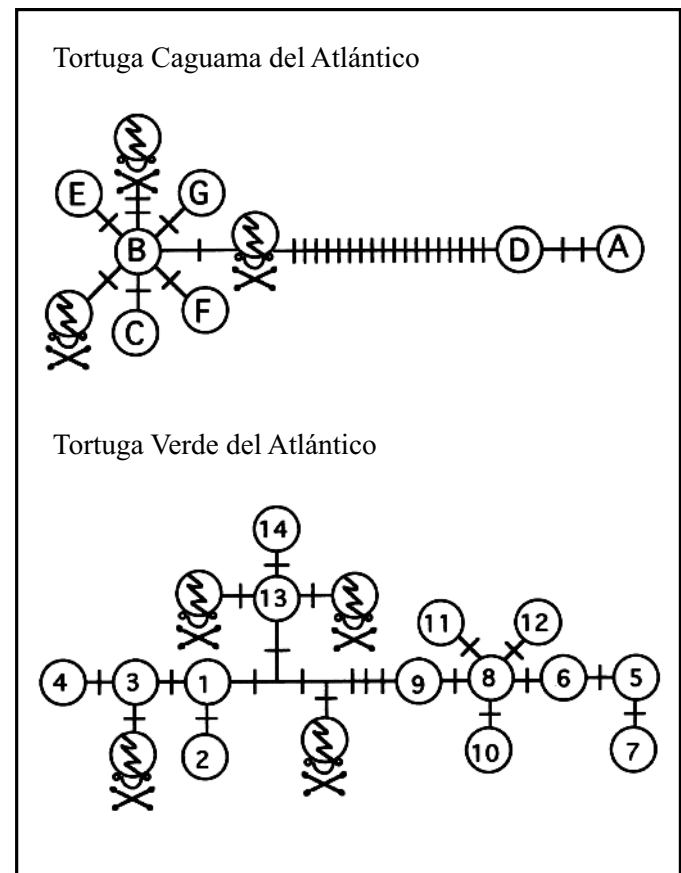 Tortuga Caguama del Atlántico
E G
B D A
C F
Tortuga Verde del Atlántico
14
13
11 12
4 3 1 9 8 6 5
2 10 7